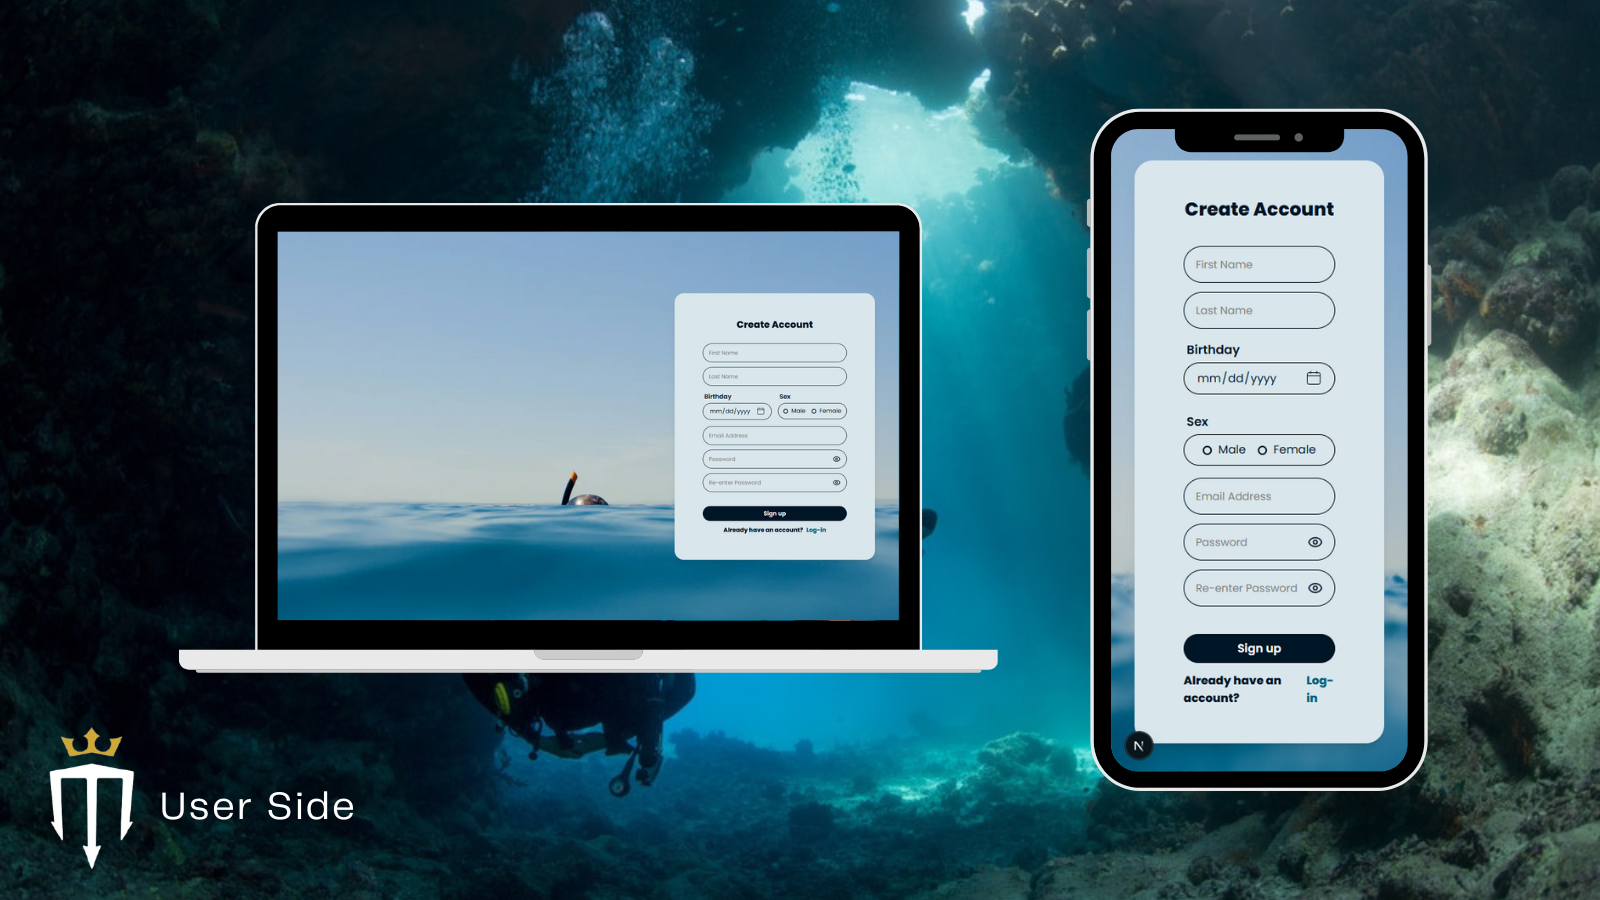 Create Account
First Name
Last Name
Birthday Sex
mm/dd/yyyy Male Female
Email Address
Password
Re-enter Password
Sign up
Already have an account? Log-in
Create Account
First Name
Last Name
Birthday
mm/dd/yyyy
Sex
Male Female
Email Address
Password
Re-enter Password
Sign up
Already have an Log-
account? in
N
User Side